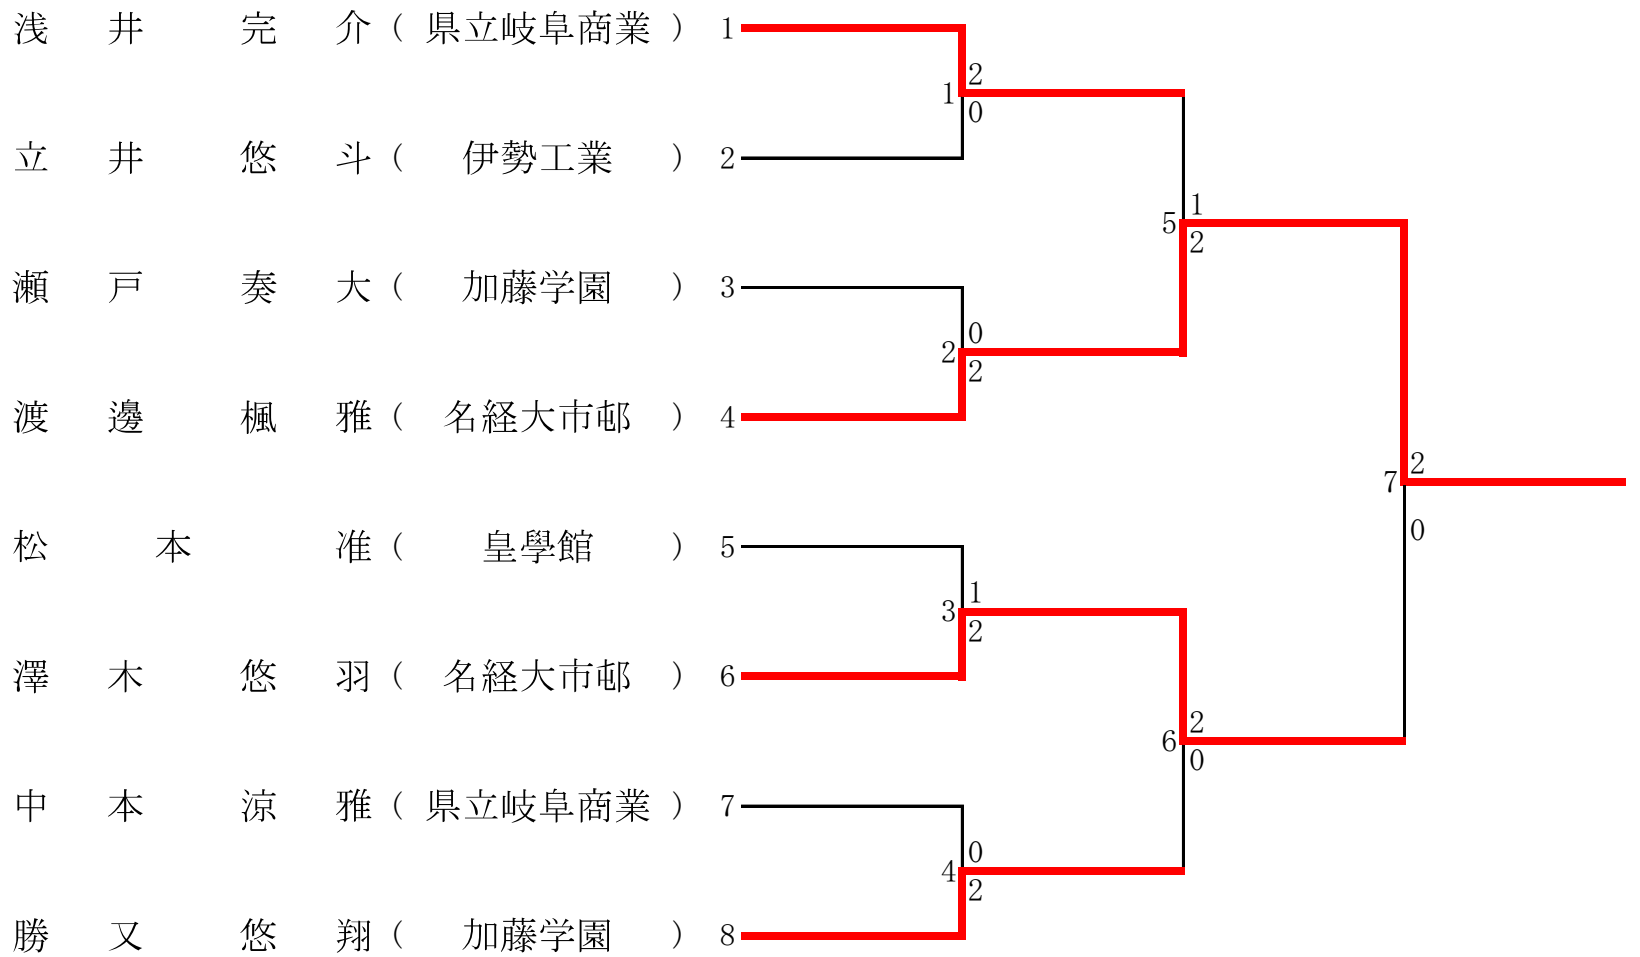 浅井 完介 ( 県立岐阜商業 ) 1
2
1
0
立井 悠斗 ( 伊勢工業 ) 2
1
5
2
瀬戸 奏大 ( 加藤学園 ) 3
0
2
2
渡邊 楓雅 ( 名経大市邨 ) 4
2
7
0
松本 准 ( 皇學館 ) 5
1
3
2
澤木 悠羽 ( 名経大市邨 ) 6
2
6
0
中本 涼雅 ( 県立岐阜商業 ) 7
0
4
2
勝又 悠翔 ( 加藤学園 ) 8